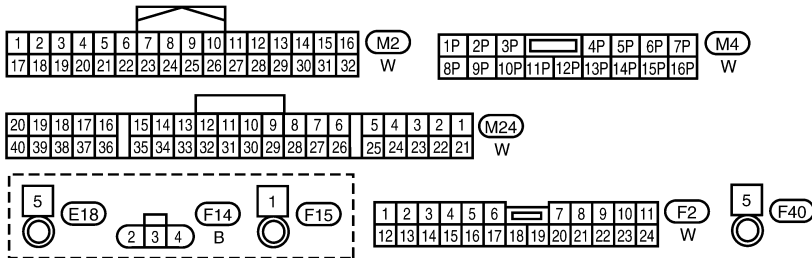 1 2 3 4 5 6 7 8 9 10 11 12 13 14 15 16 M2
17 18 19 20 21 22 23 24 25 26 27 28 29 30 31 32 W
1P 2P 3P 4P 5P 6P 7P M4
8P 9P 10P 11P 12P 13P 14P 15P 16P W
20 19 18 17 16 15 14 13 12 11 10 9 8 7 6 5 4 3 2 1 M24
40 39 38 37 36 35 34 33 32 31 30 29 28 27 26 25 24 23 22 21 W
5 E18
2 3 4 F14
B
1 F15
1 2 3 4 5 6 7 8 9 10 11 F2
12 13 14 15 16 17 18 19 20 21 22 23 24 W
5 F40